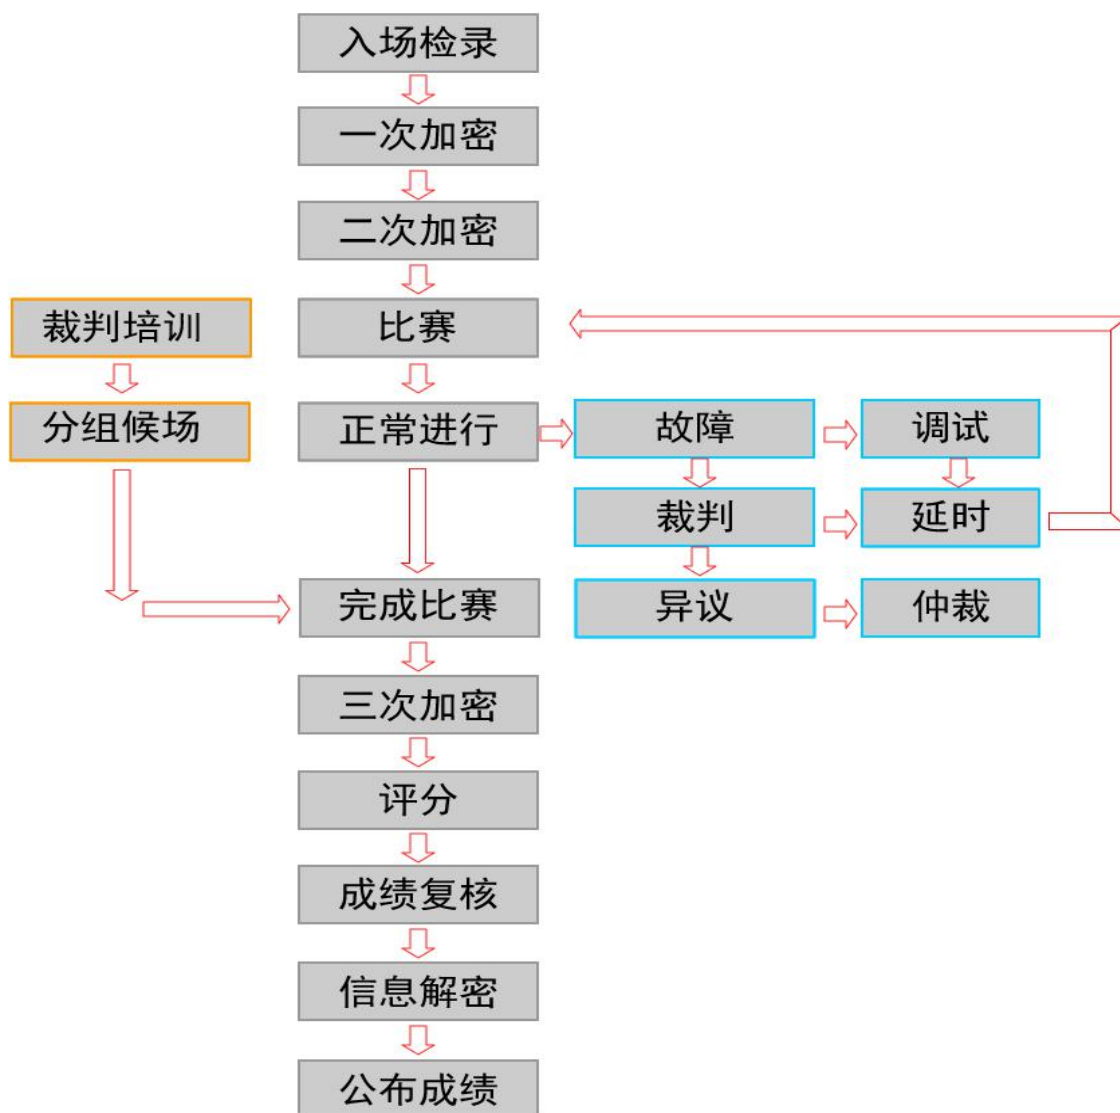 入场检录
一次加密
二次加密
裁判培训
比赛
分组候场
正常进行
故障
调试
裁判
延时
完成比赛
异议
仲裁
三次加密
评分
成绩复核
信息解密
公布成绩